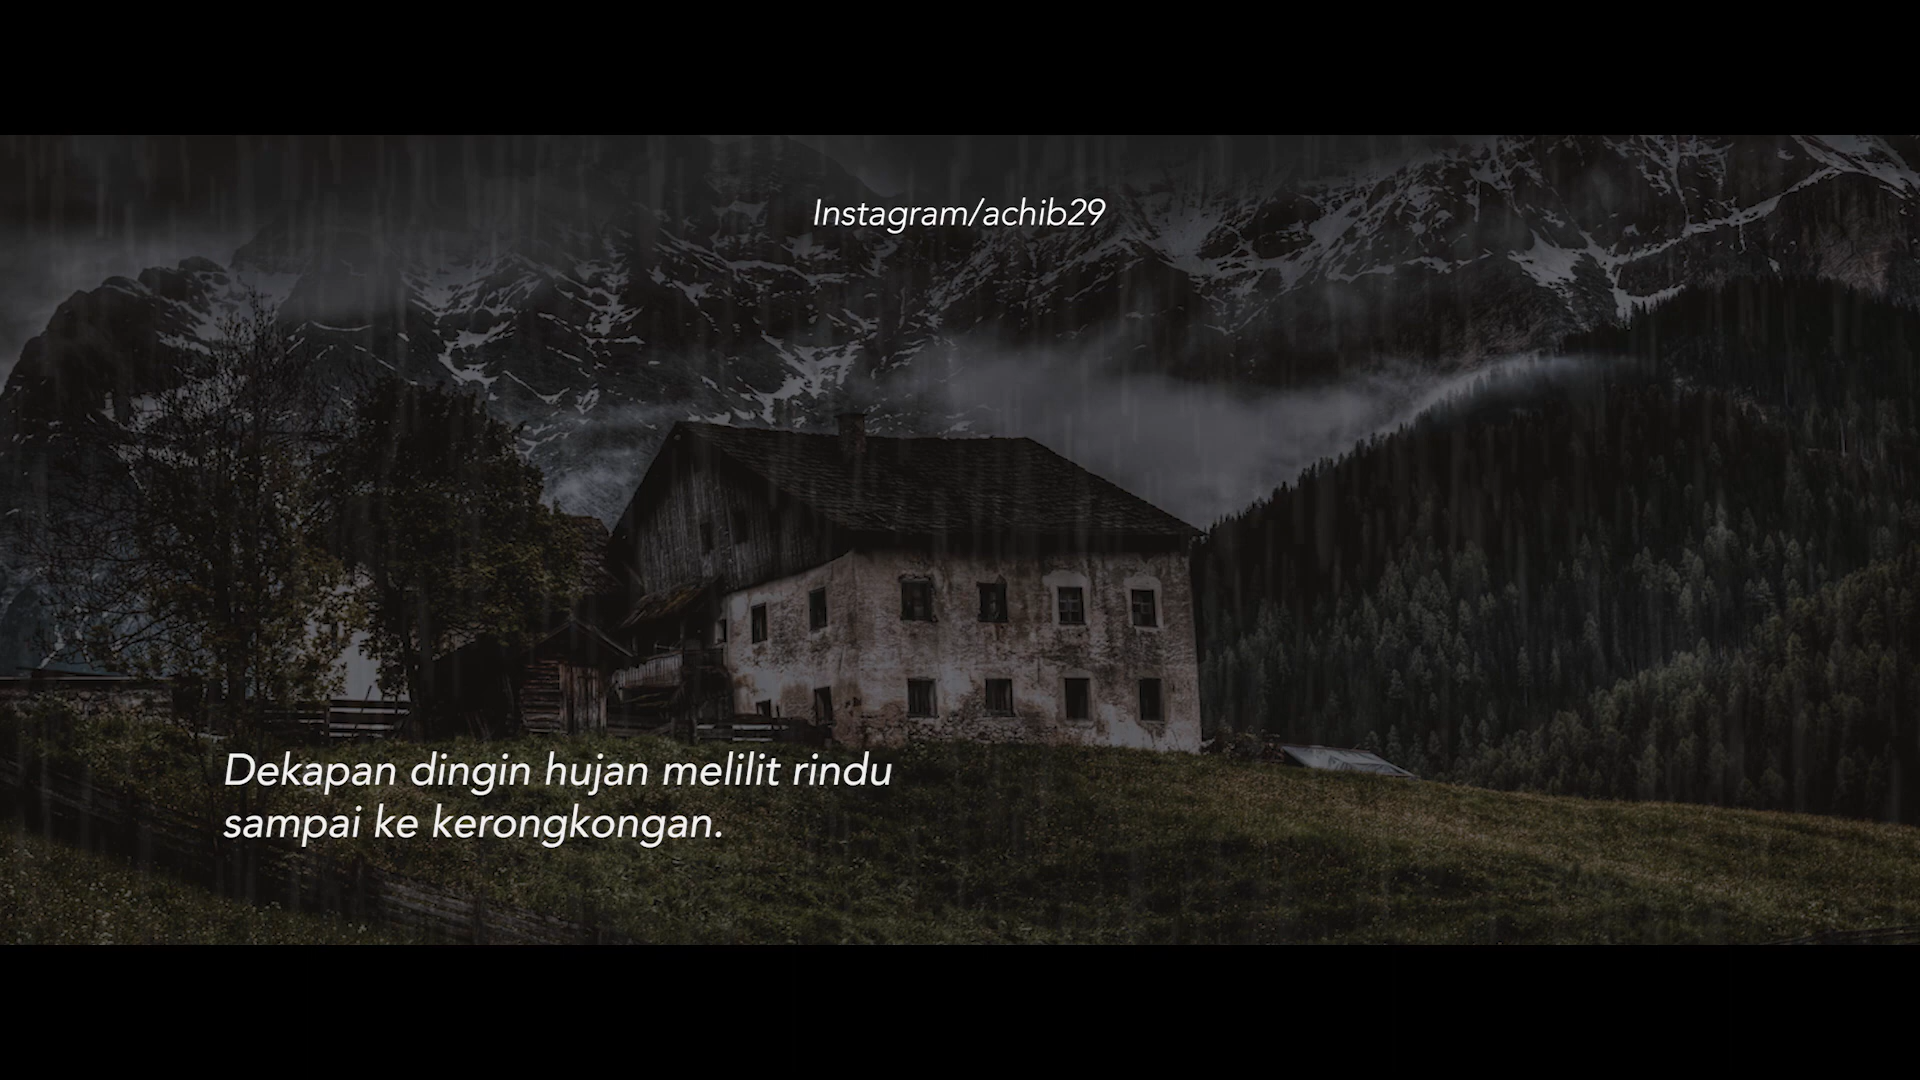 Instagram/achib29
Dekapan dingin hujan melilit rindu
sampai ke kerongkongan.